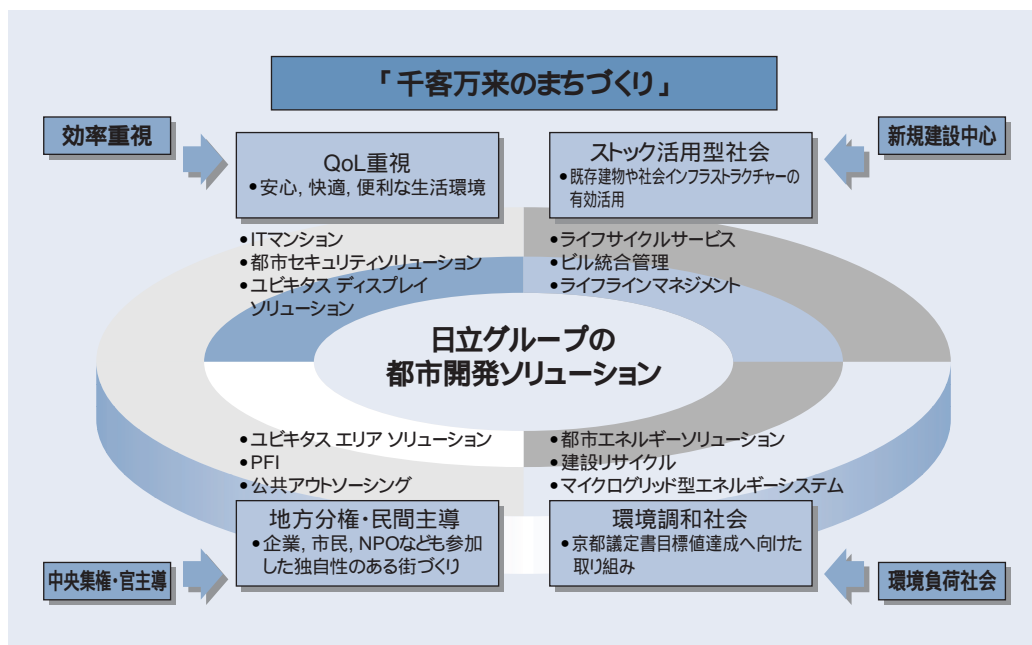 「千客万来のまちづくり」
効率重視
QoL重視
•安心, 快適, 便利な生活環境
•ITマンション
•都市セキュリティソリューション
•ユビキタス ディスプレイ
ソリューション
新規建設中心
ストック活用型社会
•既存建物や社会インフラストラクチャーの
有効活用
•ライフサイクルサービス
•ビル統合管理
•ライフラインマネジメント
日立グループの
都市開発ソリューション
•ユビキタス エリア ソリューション
•PFI
•公共アウトソーシング
地方分権・民間主導
•企業, 市民, NPOなども参加
した独自性のある街づくり
中央集権・官主導
•都市エネルギーソリューション
•建設リサイクル
•マイクログリッド型エネルギーシステム
環境調和社会
•京都議定書目標値達成へ向けた
取り組み
環境負荷社会